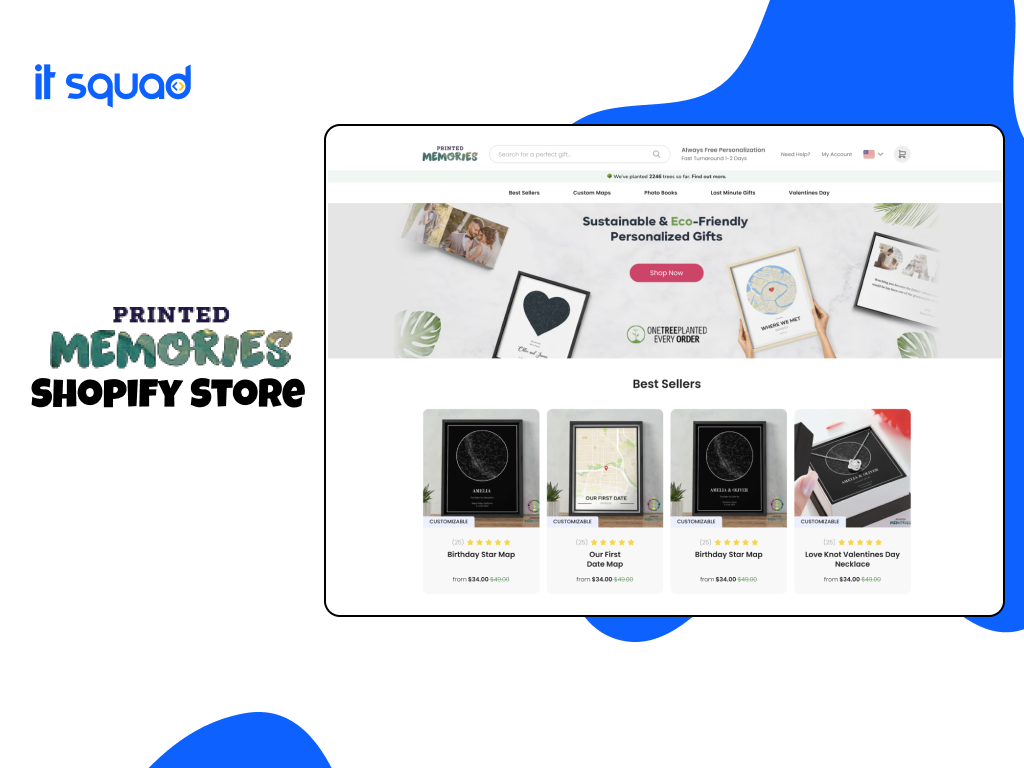 it squad
PRINTED
MEMORIES
SHOPIFY STORE
PRINTED
MEMORIES
Search for a perfect gift..
Always Free Personalization
Fast Turnaround 1-2 Days
Need Help?
My Account
We've planted 2246 trees so far. Find out more.
Best Sellers
Custom Maps
Photo Books
Last Minute Gifts
Valentines Day
Sustainable & Eco-Friendly
Personalized Gifts
Shop Now
WHERE WE MET
ONETREEPLANTED
EVERY ORDER
Best Sellers
AMELIA
CUSTOMIZABLE
(25)
Birthday Star Map
from $34.00 $49.00
OUR FIRST DATE
CUSTOMIZABLE
(25)
Our First
Date Map
from $34.00 $49.00
AMELIA & OLIVER
CUSTOMIZABLE
(25)
Birthday Star Map
from $34.00 $49.00
AMELIA & OLIVER
CUSTOMIZABLE
(25)
Love Knot Valentines Day
Necklace
from $34.00 $49.00